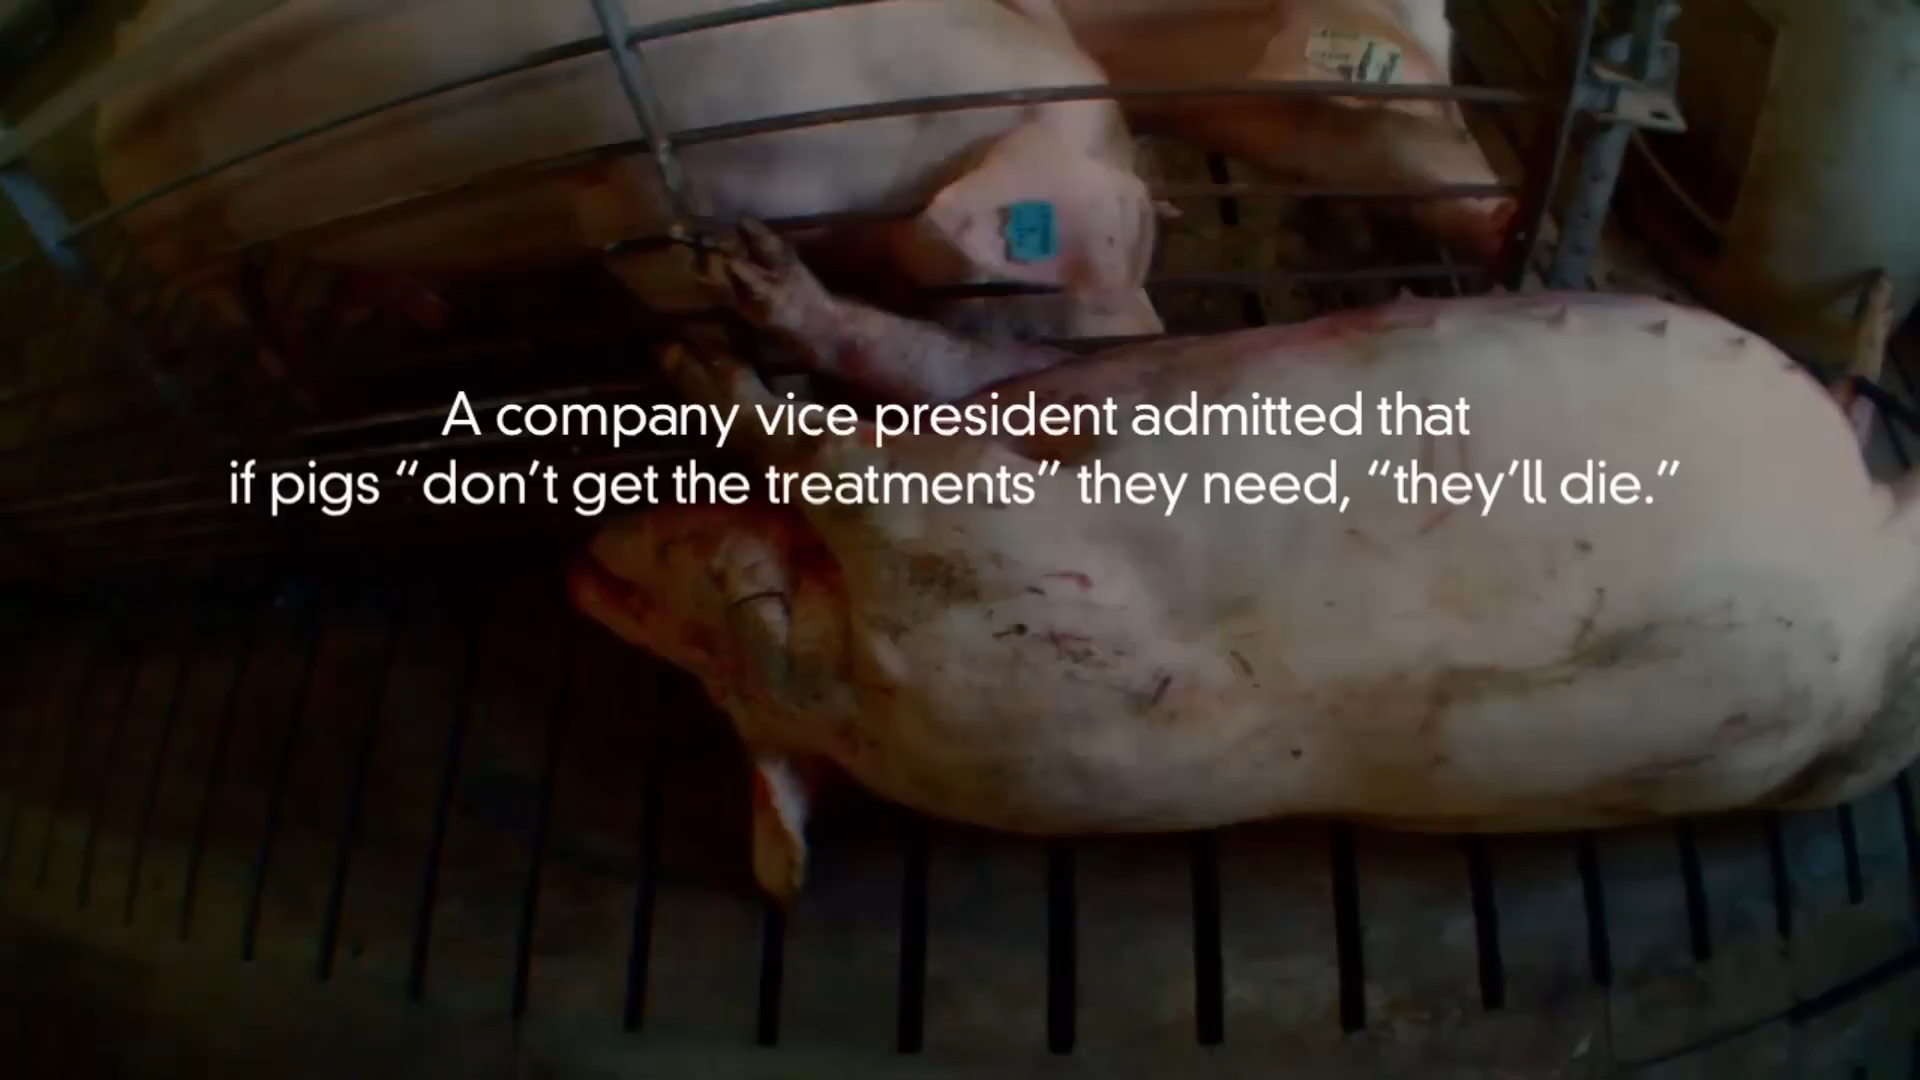 A company vice president admitted that
if pigs “don’t get the treatments” they need, “they’ll die.”